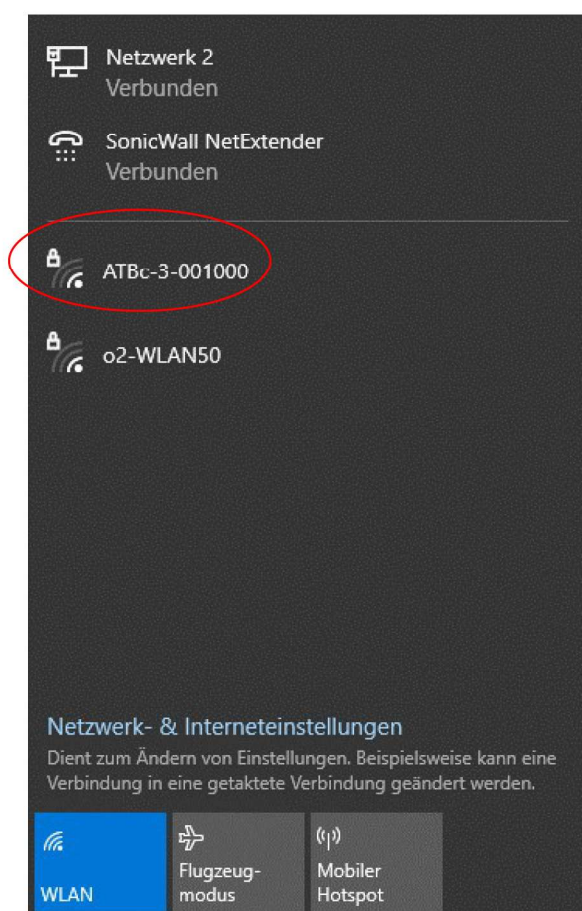 Netzwerk 2
Verbunden
SonicWall NetExtender
Verbunden
ATBc-3-001000
o2-WLAN50
Netzwerk- & Interneteinstellungen
Dient zum Ändern von Einstellungen. Beispielsweise kann eine
Verbindung in eine getaktete Verbindung geändert werden.
WLAN
Flugzeug-
modus
Mobiler
Hotspot